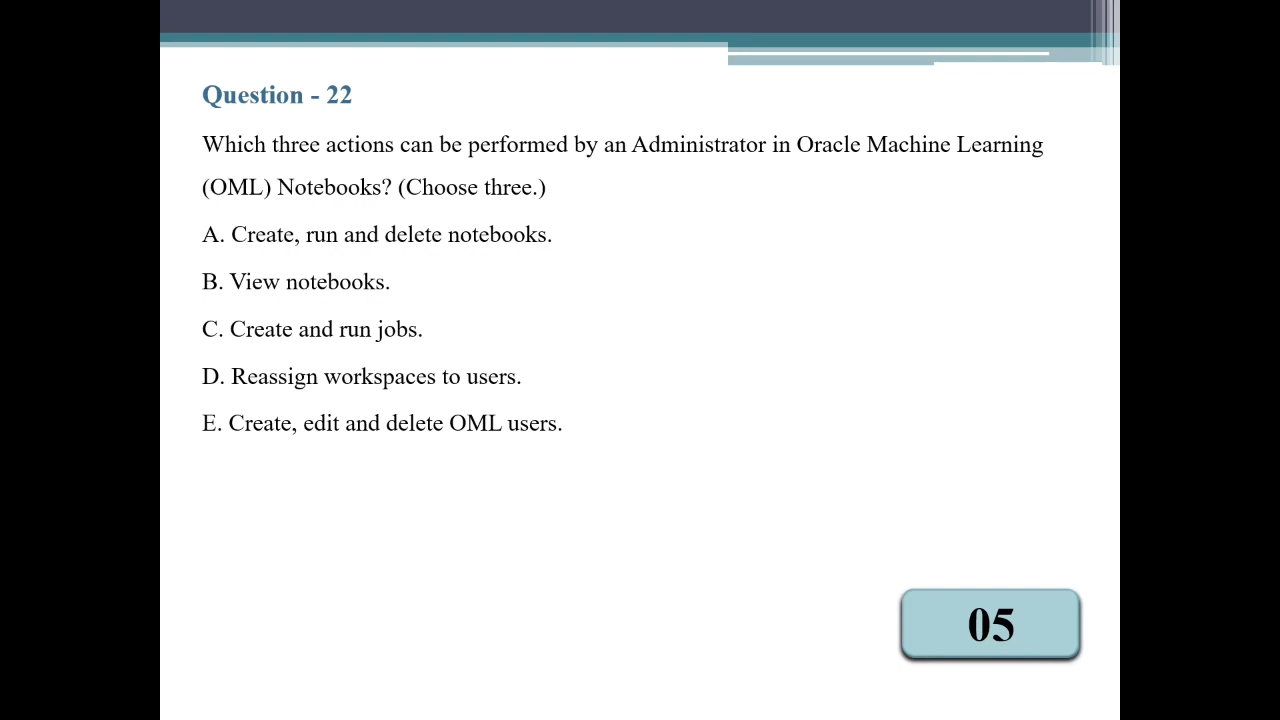 Question - 22
Which three actions can be performed by an Administrator in Oracle Machine Learning
(OML) Notebooks? (Choose three.)
A. Create, run and delete notebooks.
B. View notebooks.
C. Create and run jobs.
D. Reassign workspaces to users.
E. Create, edit and delete OML users.
05